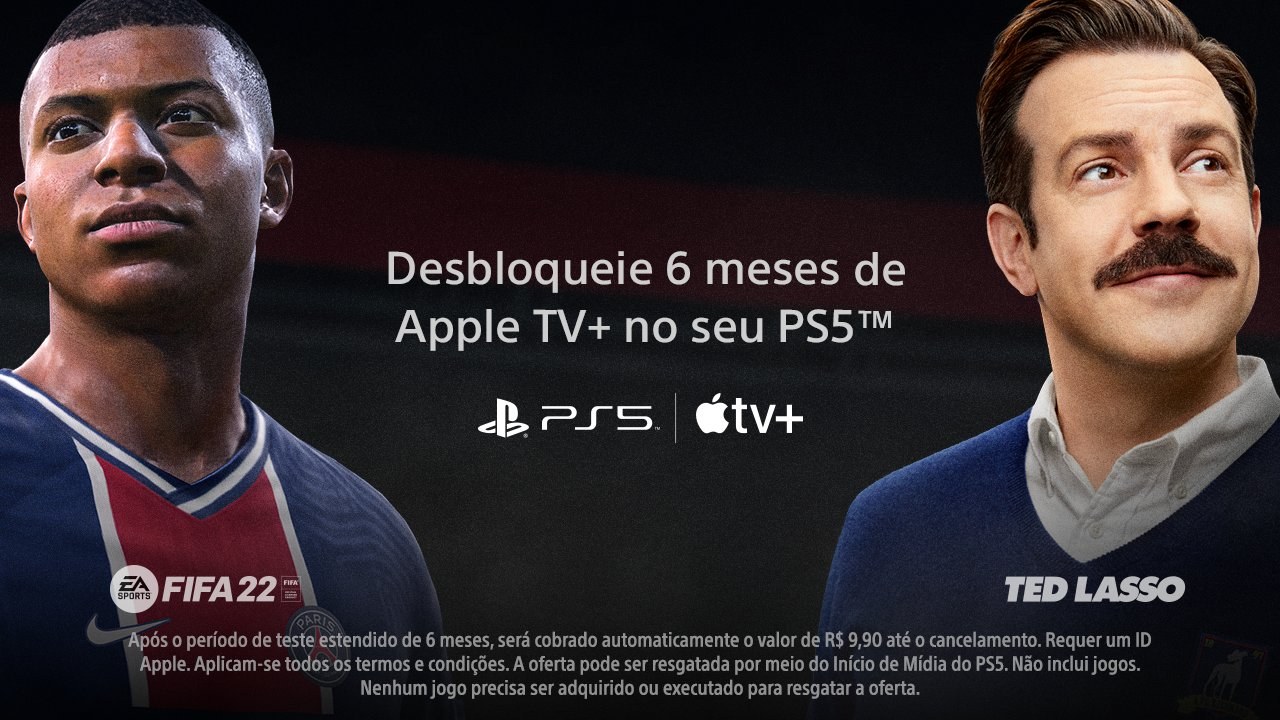 Desbloqueie 6 meses de
Apple TV+ no seu PS5™
PS5™ | tv+
EA SPORTS FIFA 22 FIFA
TED LASSO
PARIS
Após o período de teste estendido de 6 meses, será cobrado automaticamente o valor de R$ 9,90 até o cancelamento. Requer um ID
Apple. Aplicam-se todos os termos e condições. A oferta pode ser resgatada por meio do Início de Mídia do PS5. Não inclui jogos.
Nenhum jogo precisa ser adquirido ou executado para resgatar a oferta.